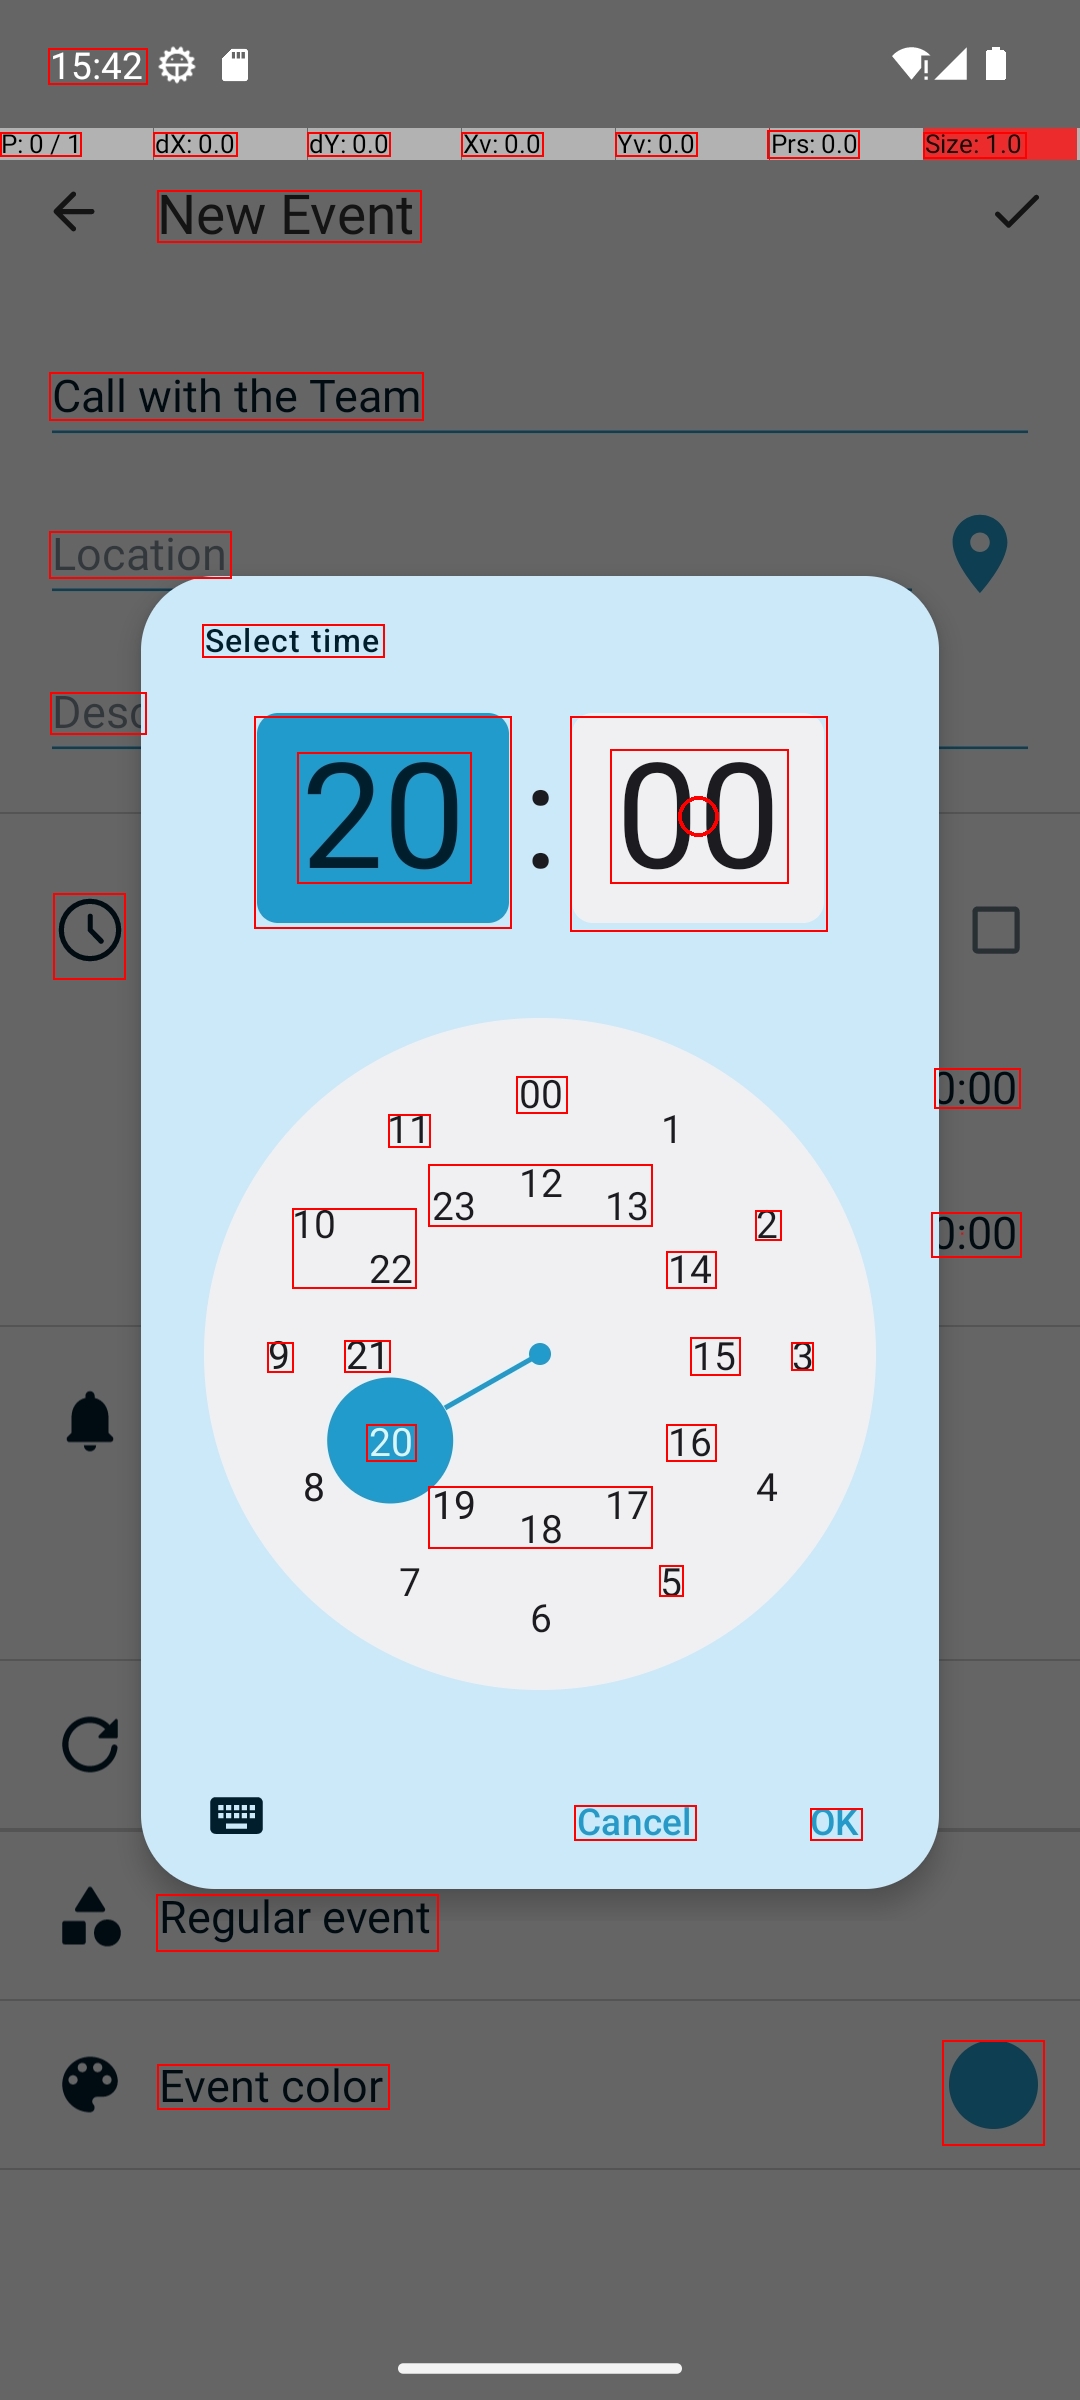 15:42
P: 0 / 1 dX: 0.0 dY: 0.0 Xv: 0.0 Yv: 0.0 Prs: 0.0 Size: 1.0
New Event
Call with the Team
Location
Select time
Desc
20 : 00
0:00
0:00
00
11 1
23 12 13
10 2
22 14
9 21 15 3
20 16
8 4
19 17
18
7 5
6
Cancel OK
Regular event
Event color